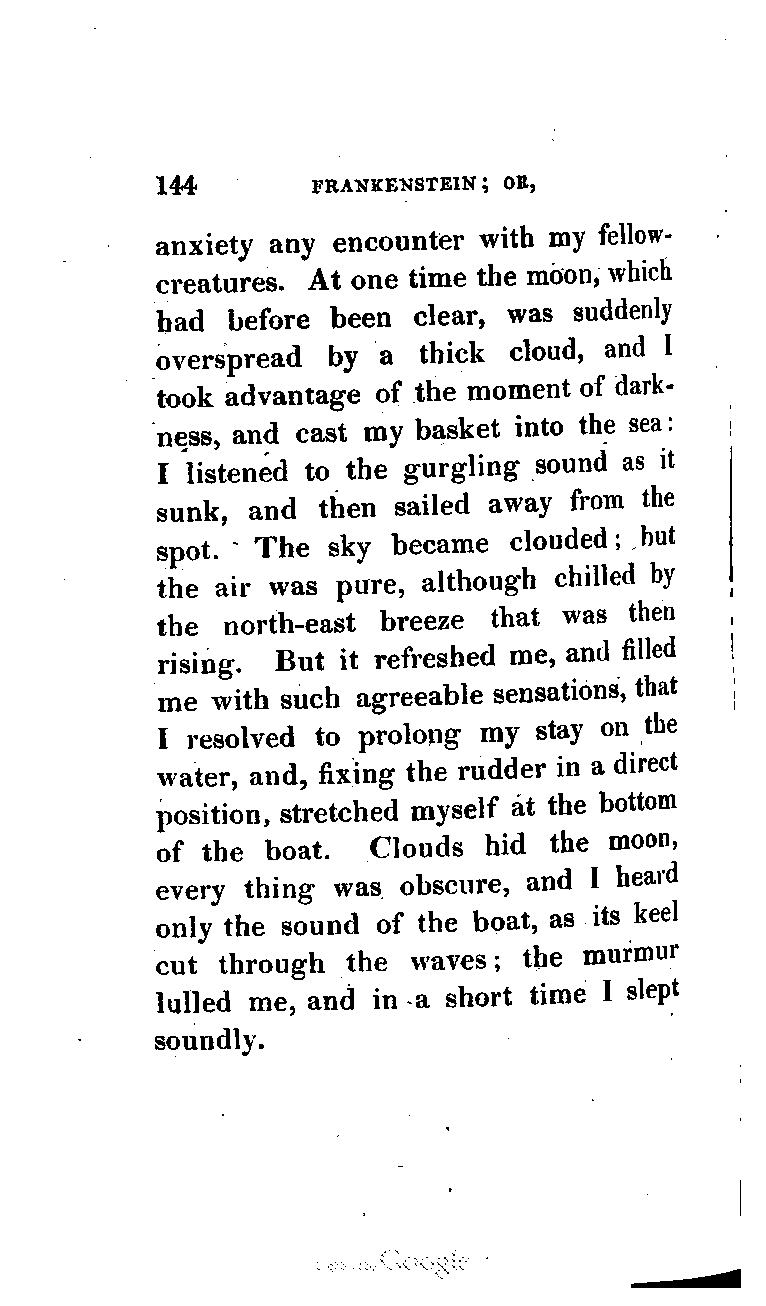 144 FRANKENSTEIN; OR,
anxiety any encounter with my fellow-
creatures. At one time the moon, which
had before been clear, was suddenly
overspread by a thick cloud, and I
took advantage of the moment of dark-
ness, and cast my basket into the sea:
I listened to the gurgling sound as it
sunk, and then sailed away from the
spot. The sky became clouded; but
the air was pure, although chilled by
the north-east breeze that was then
rising. But it refreshed me, and filled
me with such agreeable sensations, that
I resolved to prolong my stay on the
water, and, fixing the rudder in a direct
position, stretched myself at the bottom
of the boat. Clouds hid the moon,
every thing was obscure, and I heard
only the sound of the boat, as its keel
cut through the waves; the murmur
lulled me, and in a short time I slept
soundly.
Google